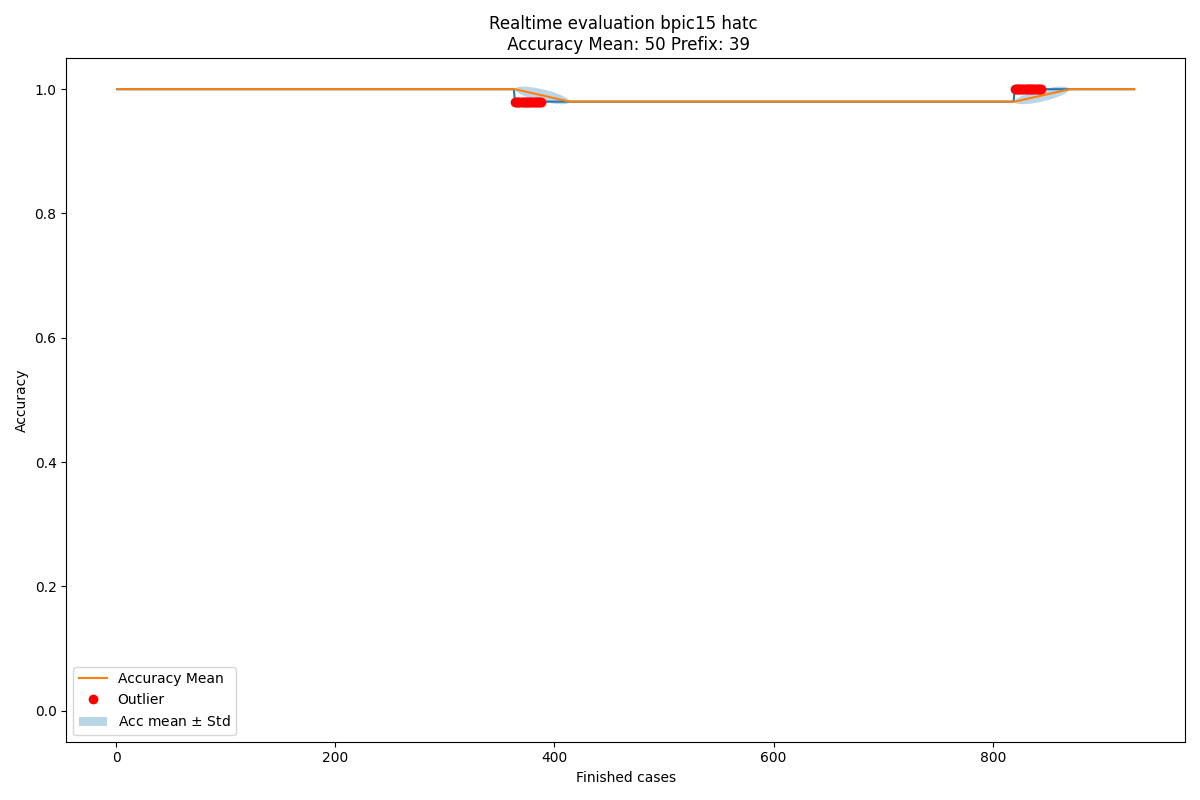 Realtime evaluation bpic15 hatc
Accuracy Mean: 50 Prefix: 39
1.0
0.8
0.6
0.4
0.2
0.0
Accuracy
Accuracy Mean
Outlier
Acc mean ± Std
0 200 400 600 800
Finished cases